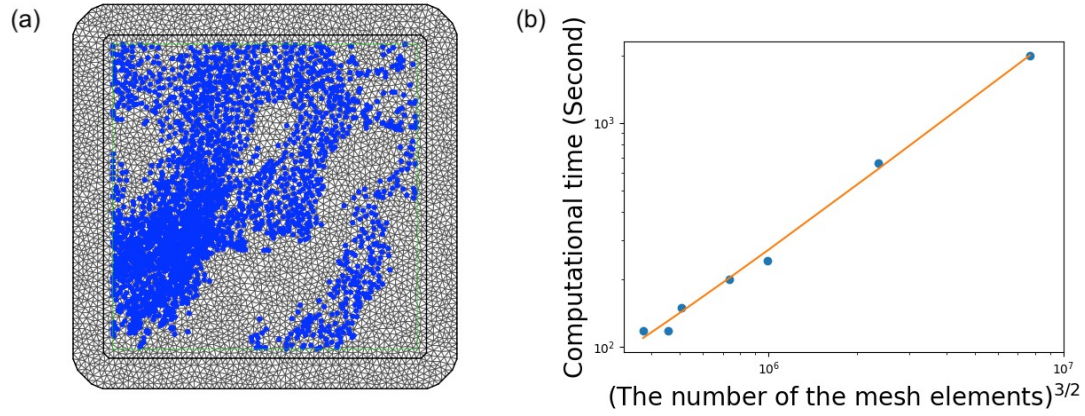 (a)
(b)
Computational time (Second)
10³
10²
10⁶
10⁷
(The number of the mesh elements)³/²